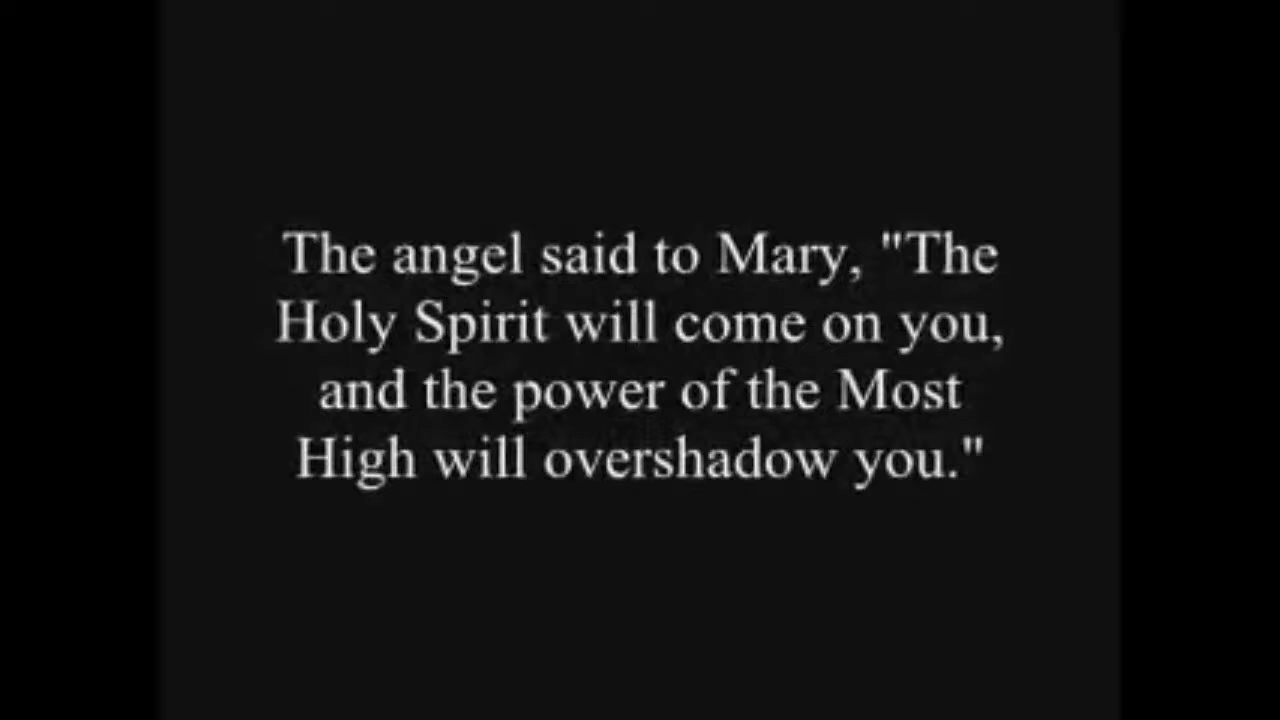 The angel said to Mary, "The
Holy Spirit will come on you,
and the power of the Most
High will overshadow you."